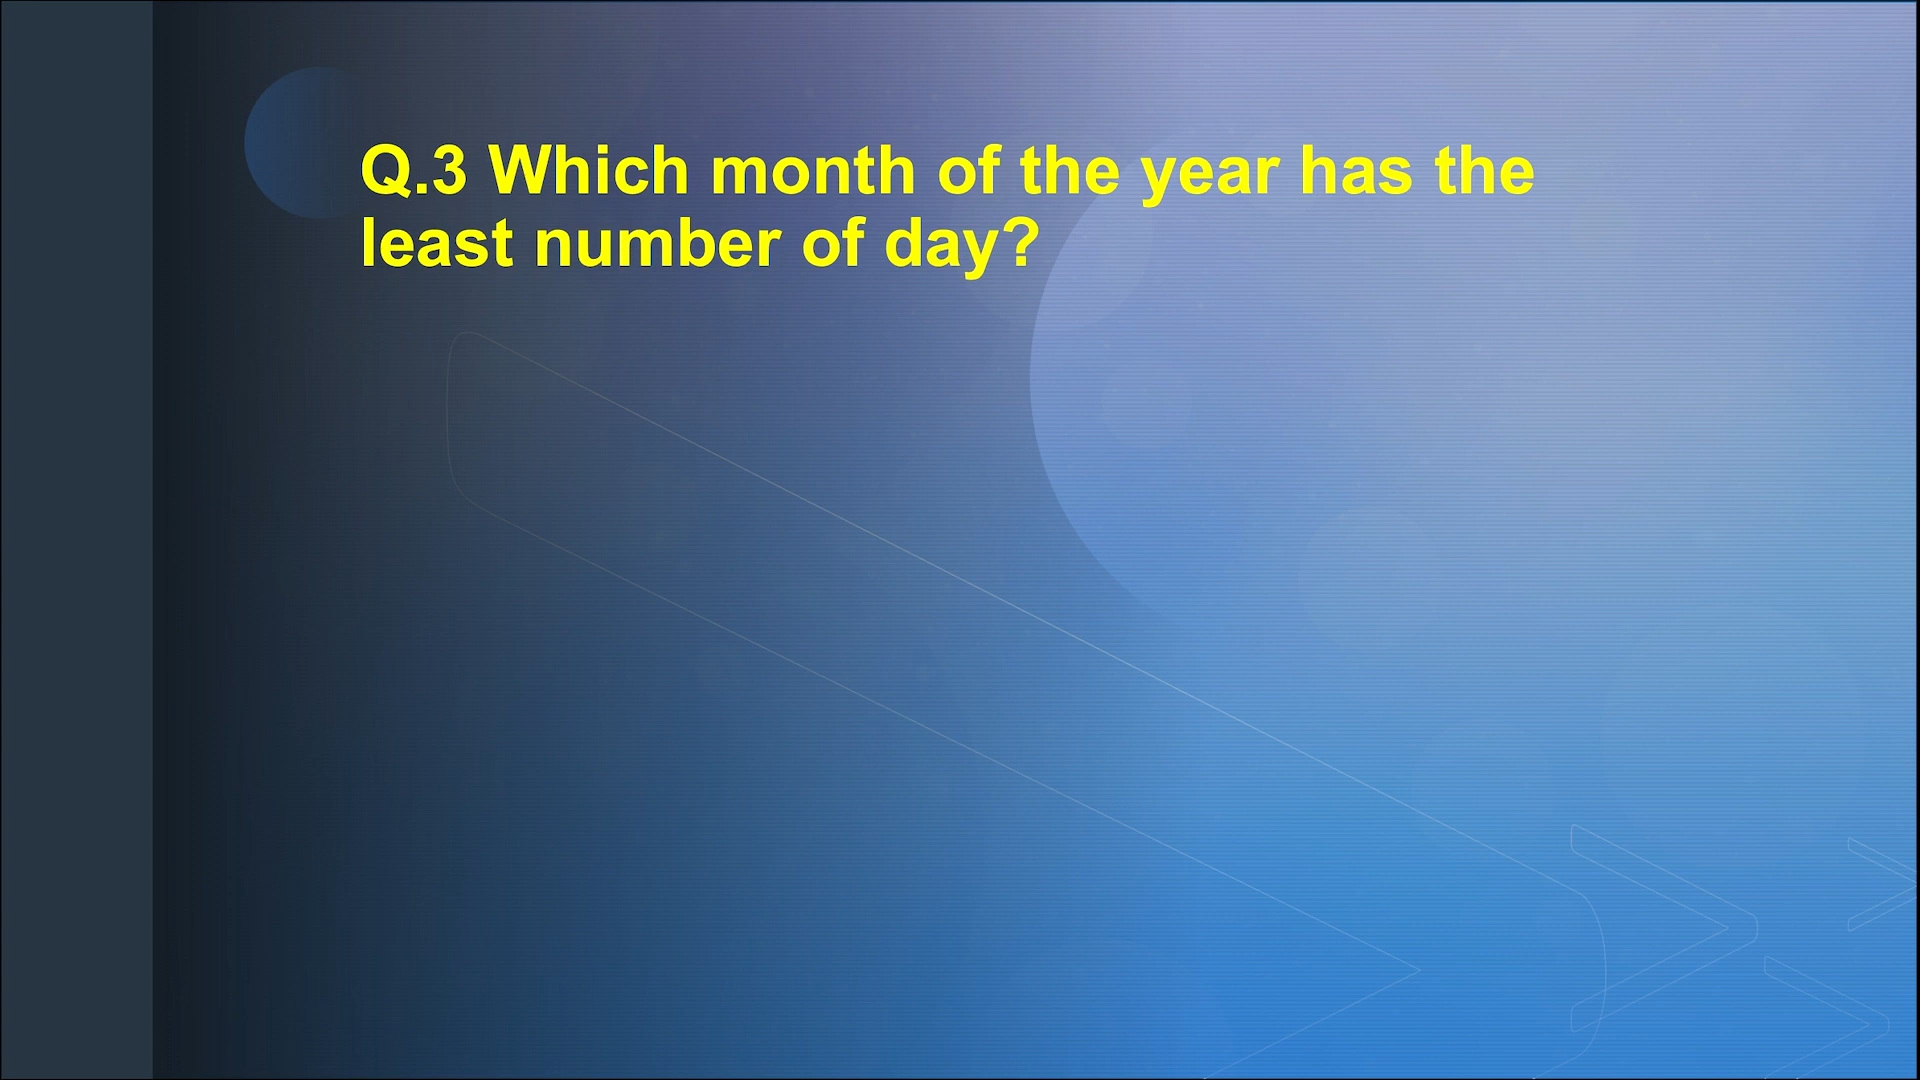 Q.3 Which month of the year has the
least number of day?